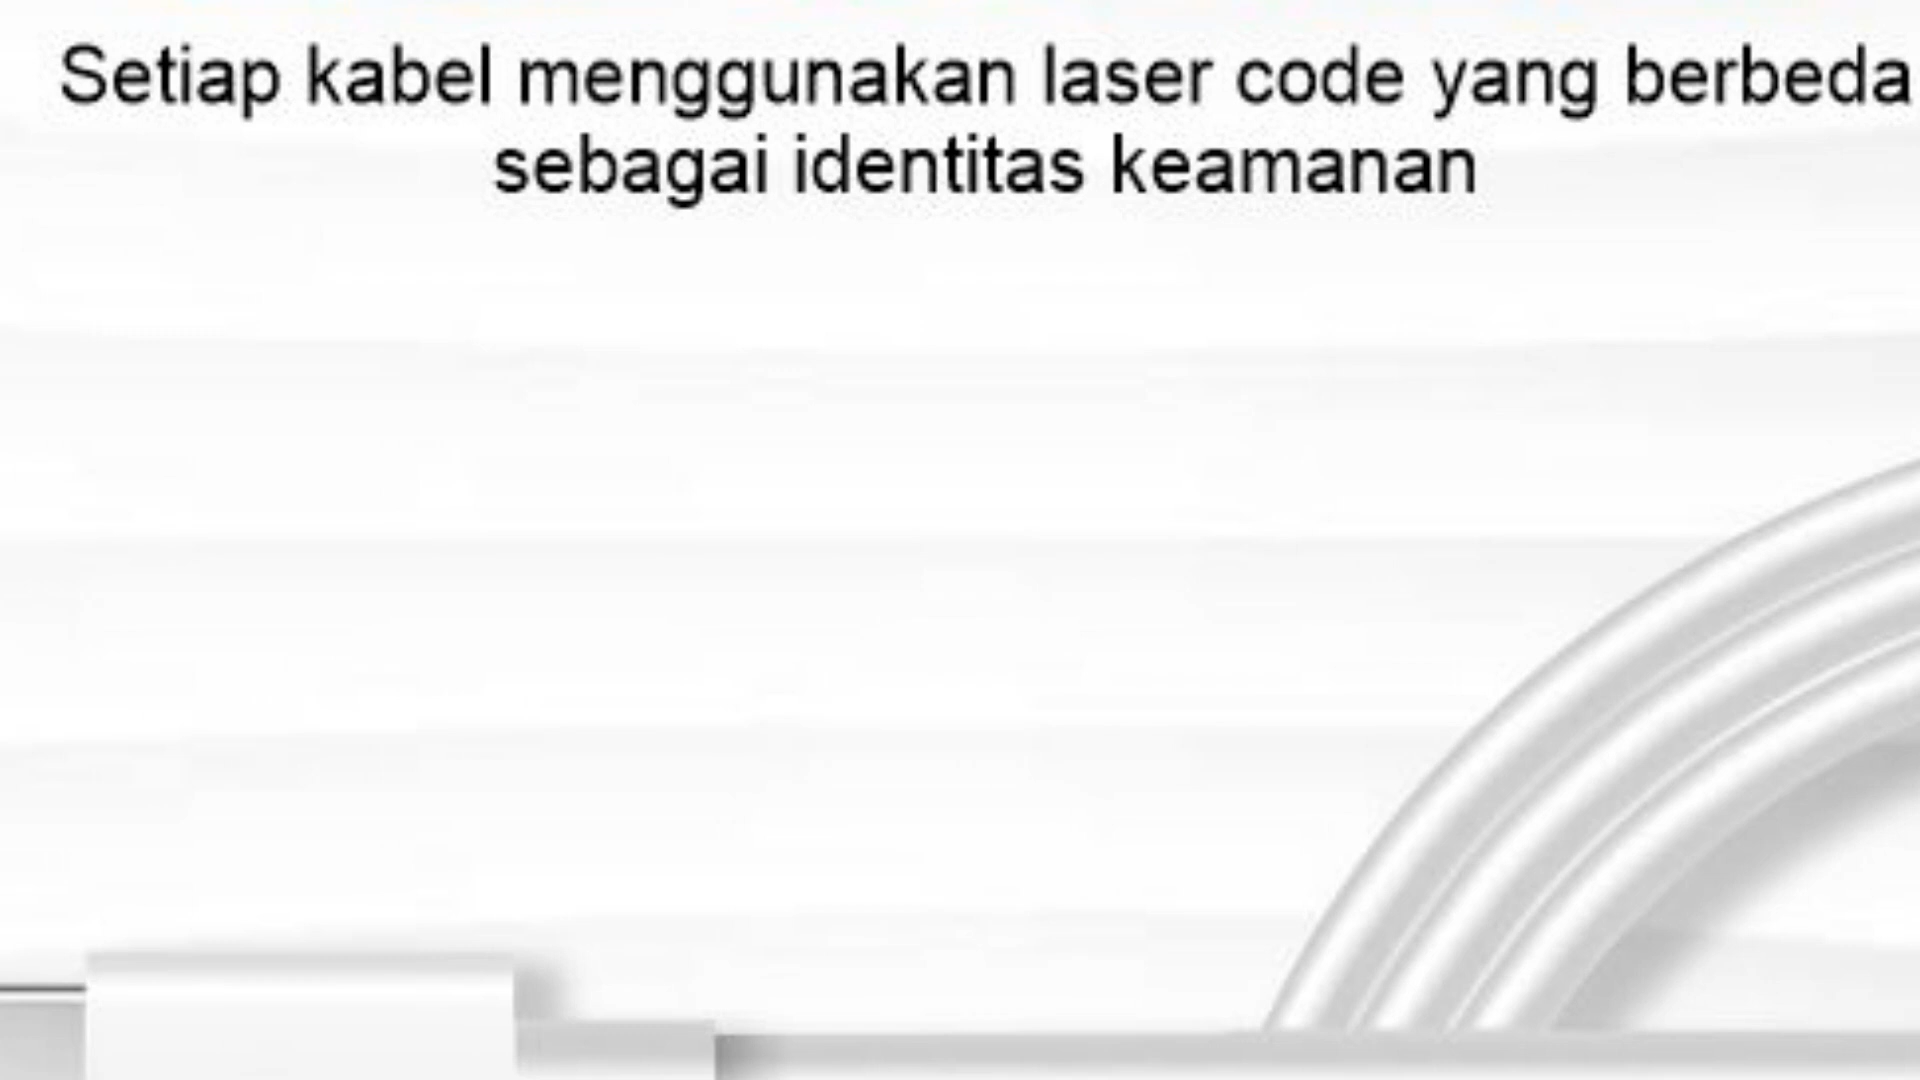 Setiap kabel menggunakan laser code yang berbeda
sebagai identitas keamanan